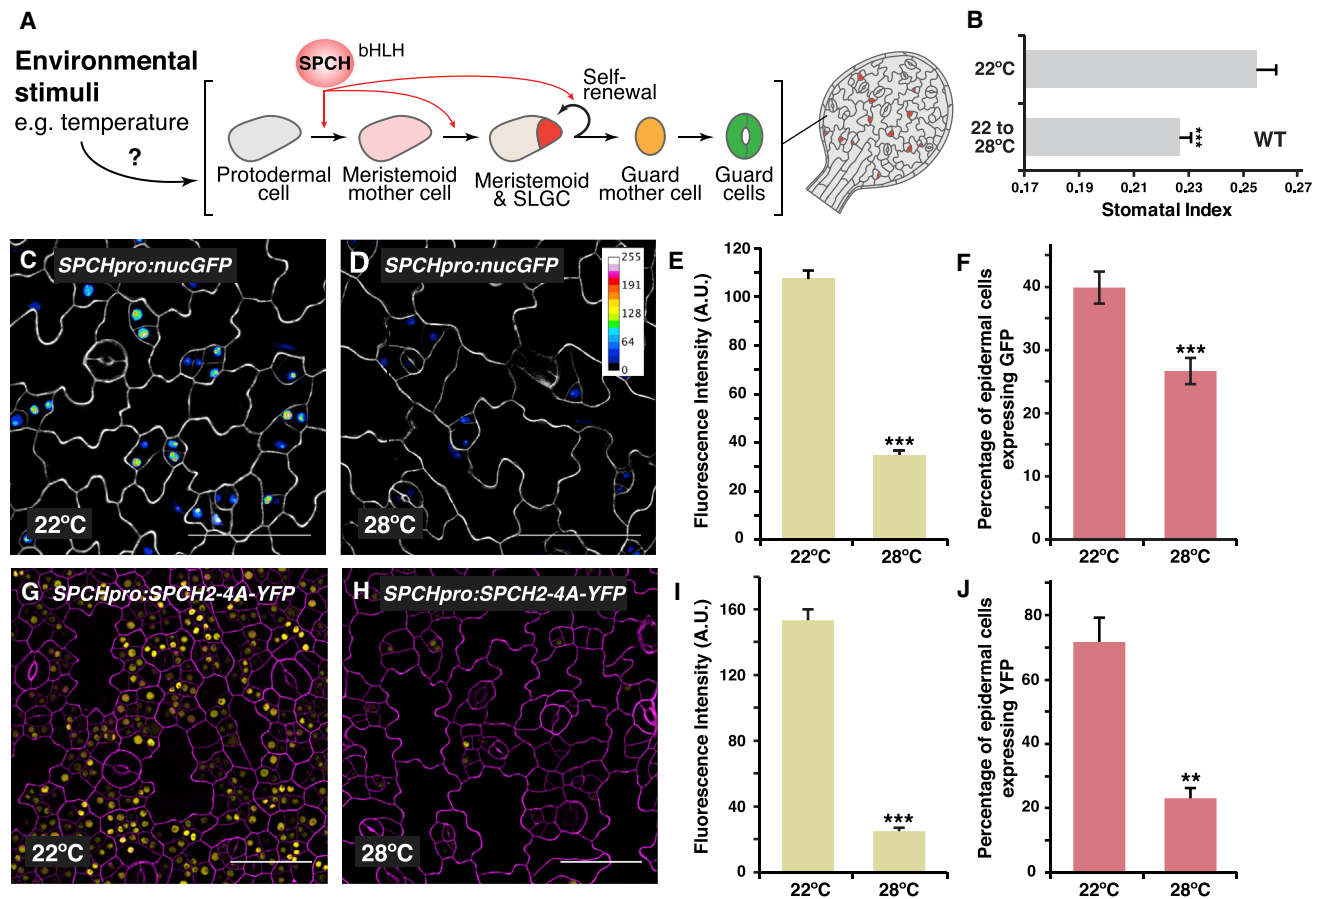 A
Environmental
stimuli
e.g. temperature
?
SPCH
bHLH
Self-
renewal
Protodermal
cell
Meristemoid
mother cell
Meristemoid
& SLGC
Guard
mother cell
Guard
cells
B
22ºC
22 to
28ºC
***
WT
0.17
0.19
0.21
0.23
0.25
0.27
Stomatal Index
C
SPCHpro:nucGFP
22ºC
D
SPCHpro:nucGFP
255
191
128
64
0
28ºC
E
Fluorescence Intensity (A.U.)
120
100
80
60
40
20
0
***
22ºC
28ºC
F
Percentage of epidermal cells
expressing GFP
40
30
20
10
0
***
22ºC
28ºC
G
SPCHpro:SPCH2-4A-YFP
22ºC
H
SPCHpro:SPCH2-4A-YFP
28ºC
I
Fluorescence Intensity (A.U.)
160
120
80
40
0
***
22ºC
28ºC
J
Percentage of epidermal cells
expressing YFP
80
60
40
20
0
**
22ºC
28ºC